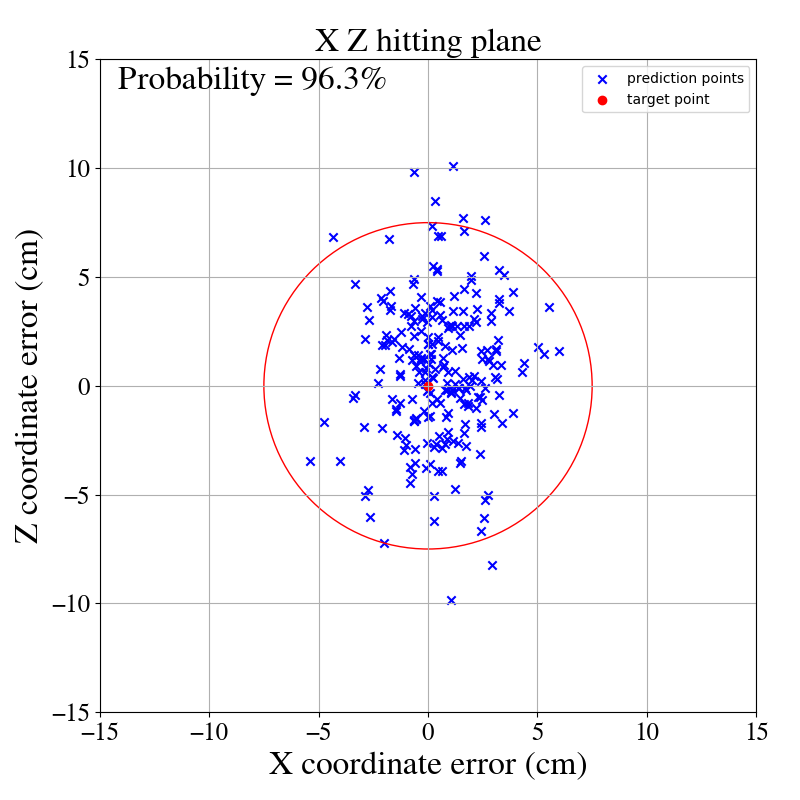 X Z hitting plane
Probability = 96.3%
prediction points
target point
Z coordinate error (cm)
15
10
5
0
−5
−10
−15
−15 −10 −5 0 5 10 15
X coordinate error (cm)